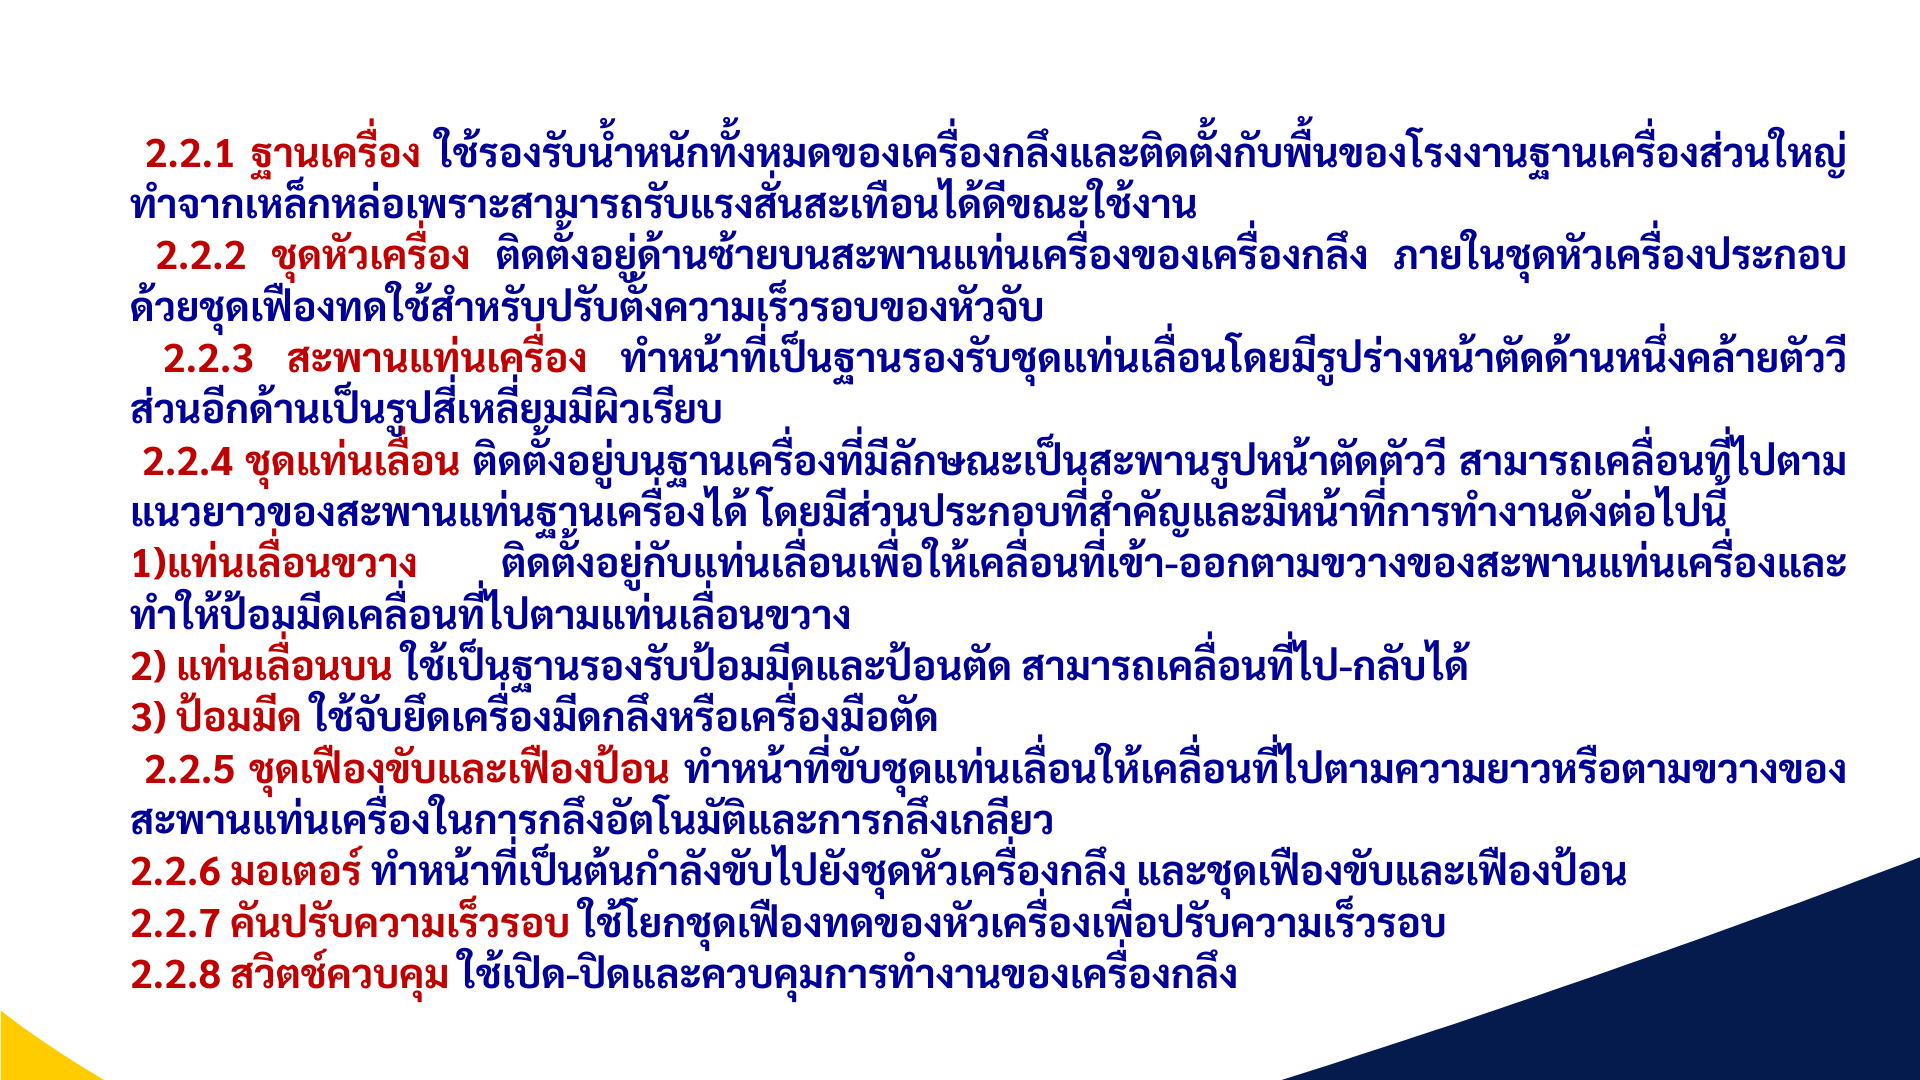 2.2.1 ฐานเครื่อง ใช้รองรับน้ำหนักทั้งหมดของเครื่องกลึงและติดตั้งกับพื้นของโรงงานฐานเครื่องส่วนใหญ่
ทำจากเหล็กหล่อเพราะสามารถรับแรงสั่นสะเทือนได้ดีขณะใช้งาน
2.2.2 ชุดหัวเครื่อง ติดตั้งอยู่ด้านซ้ายบนสะพานแท่นเครื่องของเครื่องกลึง ภายในชุดหัวเครื่องประกอบ
ด้วยชุดเฟืองทดใช้สำหรับปรับตั้งความเร็วรอบของหัวจับ
2.2.3 สะพานแท่นเครื่อง ทำหน้าที่เป็นฐานรองรับชุดแท่นเลื่อนโดยมีรูปร่างหน้าตัดด้านหนึ่งคล้ายตัววี
ส่วนอีกด้านเป็นรูปสี่เหลี่ยมมีผิวเรียบ
2.2.4 ชุดแท่นเลื่อน ติดตั้งอยู่บนฐานเครื่องที่มีลักษณะเป็นสะพานรูปหน้าตัดตัววี สามารถเคลื่อนที่ไปตาม
แนวยาวของสะพานแท่นฐานเครื่องได้ โดยมีส่วนประกอบที่สำคัญและมีหน้าที่การทำงานดังต่อไปนี้
1)แท่นเลื่อนขวาง ติดตั้งอยู่กับแท่นเลื่อนเพื่อให้เคลื่อนที่เข้า-ออกตามขวางของสะพานแท่นเครื่องและ
ทำให้ป้อมมีดเคลื่อนที่ไปตามแท่นเลื่อนขวาง
2) แท่นเลื่อนบน ใช้เป็นฐานรองรับป้อมมีดและป้อนตัด สามารถเคลื่อนที่ไป-กลับได้
3) ป้อมมีด ใช้จับยึดเครื่องมีดกลึงหรือเครื่องมือตัด
2.2.5 ชุดเฟืองขับและเฟืองป้อน ทำหน้าที่ขับชุดแท่นเลื่อนให้เคลื่อนที่ไปตามความยาวหรือตามขวางของ
สะพานแท่นเครื่องในการกลึงอัตโนมัติและการกลึงเกลียว
2.2.6 มอเตอร์ ทำหน้าที่เป็นต้นกำลังขับไปยังชุดหัวเครื่องกลึง และชุดเฟืองขับและเฟืองป้อน
2.2.7 คันปรับความเร็วรอบ ใช้โยกชุดเฟืองทดของหัวเครื่องเพื่อปรับความเร็วรอบ
2.2.8 สวิตช์ควบคุม ใช้เปิด-ปิดและควบคุมการทำงานของเครื่องกลึง